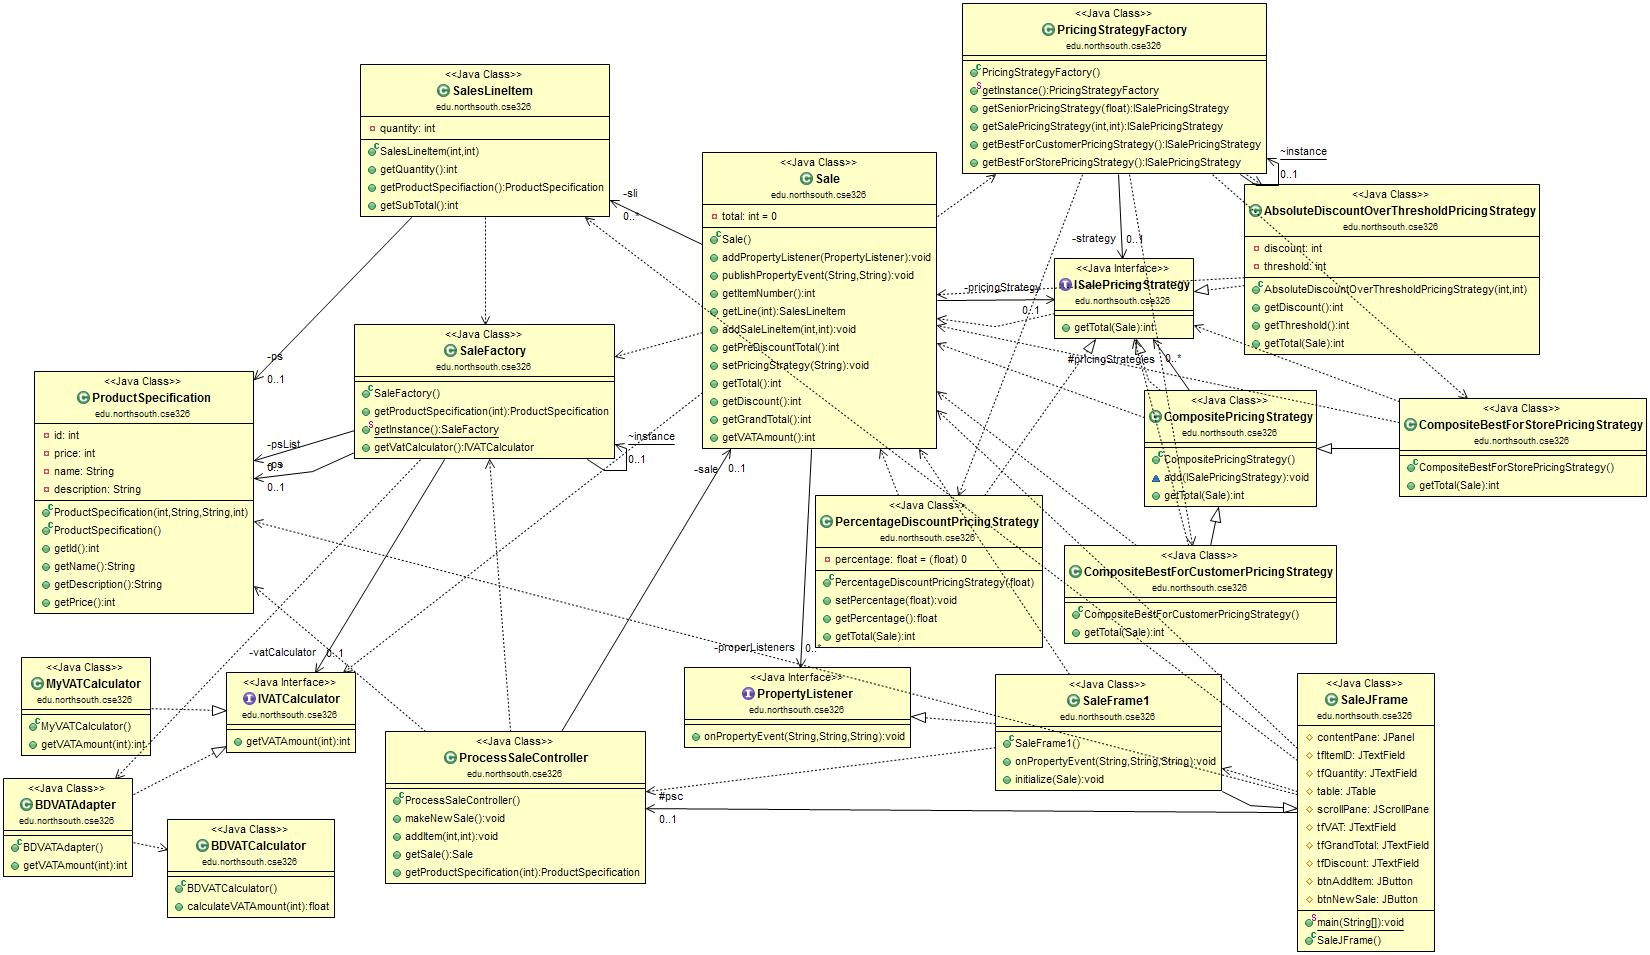 <<Java Class>>
PricingStrategyFactory
edu.northsouth.cse326
PricingStrategyFactory()
getInstance():PricingStrategyFactory
getSeniorPricingStrategy(float):ISalePricingStrategy
getSalePricingStrategy(int,int):ISalePricingStrategy
getBestForCustomerPricingStrategy():ISalePricingStrategy
getBestForStorePricingStrategy():ISalePricingStrategy
~instance
0..1
<<Java Class>>
SalesLineItem
edu.northsouth.cse326
quantity: int
SalesLineItem(int,int)
getQuantity():int
getProductSpecifiaction():ProductSpecification
getSubTotal():int
-sli
0..*
<<Java Class>>
Sale
edu.northsouth.cse326
total: int = 0
Sale()
addPropertyListener(PropertyListener):void
publishPropertyEvent(String,String):void
getItemNumber():int
getLine(int):SalesLineItem
addSaleLineItem(int,int):void
getPreDiscountTotal():int
setPricingStrategy(String):void
getTotal():int
getDiscount():int
getGrandTotal():int
getVATAmount():int
<<Java Class>>
AbsoluteDiscountOverThresholdPricingStrategy
edu.northsouth.cse326
discount: int
threshold: int
AbsoluteDiscountOverThresholdPricingStrategy(int,int)
getDiscount():int
getThreshold():int
getTotal(Sale):int
-strategy
0..1
<<Java Interface>>
ISalePricingStrategy
edu.northsouth.cse326
getTotal(Sale):int
-pricingStrategy
0..1
#pricingStrategies
0..*
<<Java Class>>
SaleFactory
edu.northsouth.cse326
SaleFactory()
getProductSpecification(int):ProductSpecification
getInstance():SaleFactory
getVatCalculator():IVATCalculator
~instance
0..1
-ps
0..1
<<Java Class>>
ProductSpecification
edu.northsouth.cse326
id: int
price: int
name: String
description: String
ProductSpecification(int,String,String,int)
ProductSpecification()
getId():int
getName():String
getDescription():String
getPrice():int
-psList
0..*
-ps
0..1
<<Java Class>>
CompositePricingStrategy
edu.northsouth.cse326
CompositePricingStrategy()
add(ISalePricingStrategy):void
getTotal(Sale):int
<<Java Class>>
CompositeBestForStorePricingStrategy
edu.northsouth.cse326
CompositeBestForStorePricingStrategy()
getTotal(Sale):int
-sale
0..1
<<Java Class>>
PercentageDiscountPricingStrategy
edu.northsouth.cse326
percentage: float = (float) 0
PercentageDiscountPricingStrategy(float)
setPercentage(float):void
getPercentage():float
getTotal(Sale):int
<<Java Class>>
CompositeBestForCustomerPricingStrategy
edu.northsouth.cse326
CompositeBestForCustomerPricingStrategy()
getTotal(Sale):int
-vatCalculator
0..1
-properListeners
0..*
<<Java Class>>
MyVATCalculator
edu.northsouth.cse326
MyVATCalculator()
getVATAmount(int):int
<<Java Interface>>
IVATCalculator
edu.northsouth.cse326
getVATAmount(int):int
<<Java Interface>>
PropertyListener
edu.northsouth.cse326
onPropertyEvent(String,String,String):void
<<Java Class>>
SaleFrame1
edu.northsouth.cse326
SaleFrame1()
onPropertyEvent(String,String,String):void
initialize(Sale):void
<<Java Class>>
SaleJFrame
edu.northsouth.cse326
contentPane: JPanel
tfItemID: JTextField
tfQuantity: JTextField
table: JTable
scrollPane: JScrollPane
tfVAT: JTextField
tfGrandTotal: JTextField
tfDiscount: JTextField
btnAddItem: JButton
btnNewSale: JButton
main(String[]):void
SaleJFrame()
<<Java Class>>
ProcessSaleController
edu.northsouth.cse326
ProcessSaleController()
makeNewSale():void
addItem(int,int):void
getSale():Sale
getProductSpecification(int):ProductSpecification
#psc
0..1
<<Java Class>>
BDVATAdapter
edu.northsouth.cse326
BDVATAdapter()
getVATAmount(int):int
<<Java Class>>
BDVATCalculator
edu.northsouth.cse326
BDVATCalculator()
calculateVATAmount(int):float